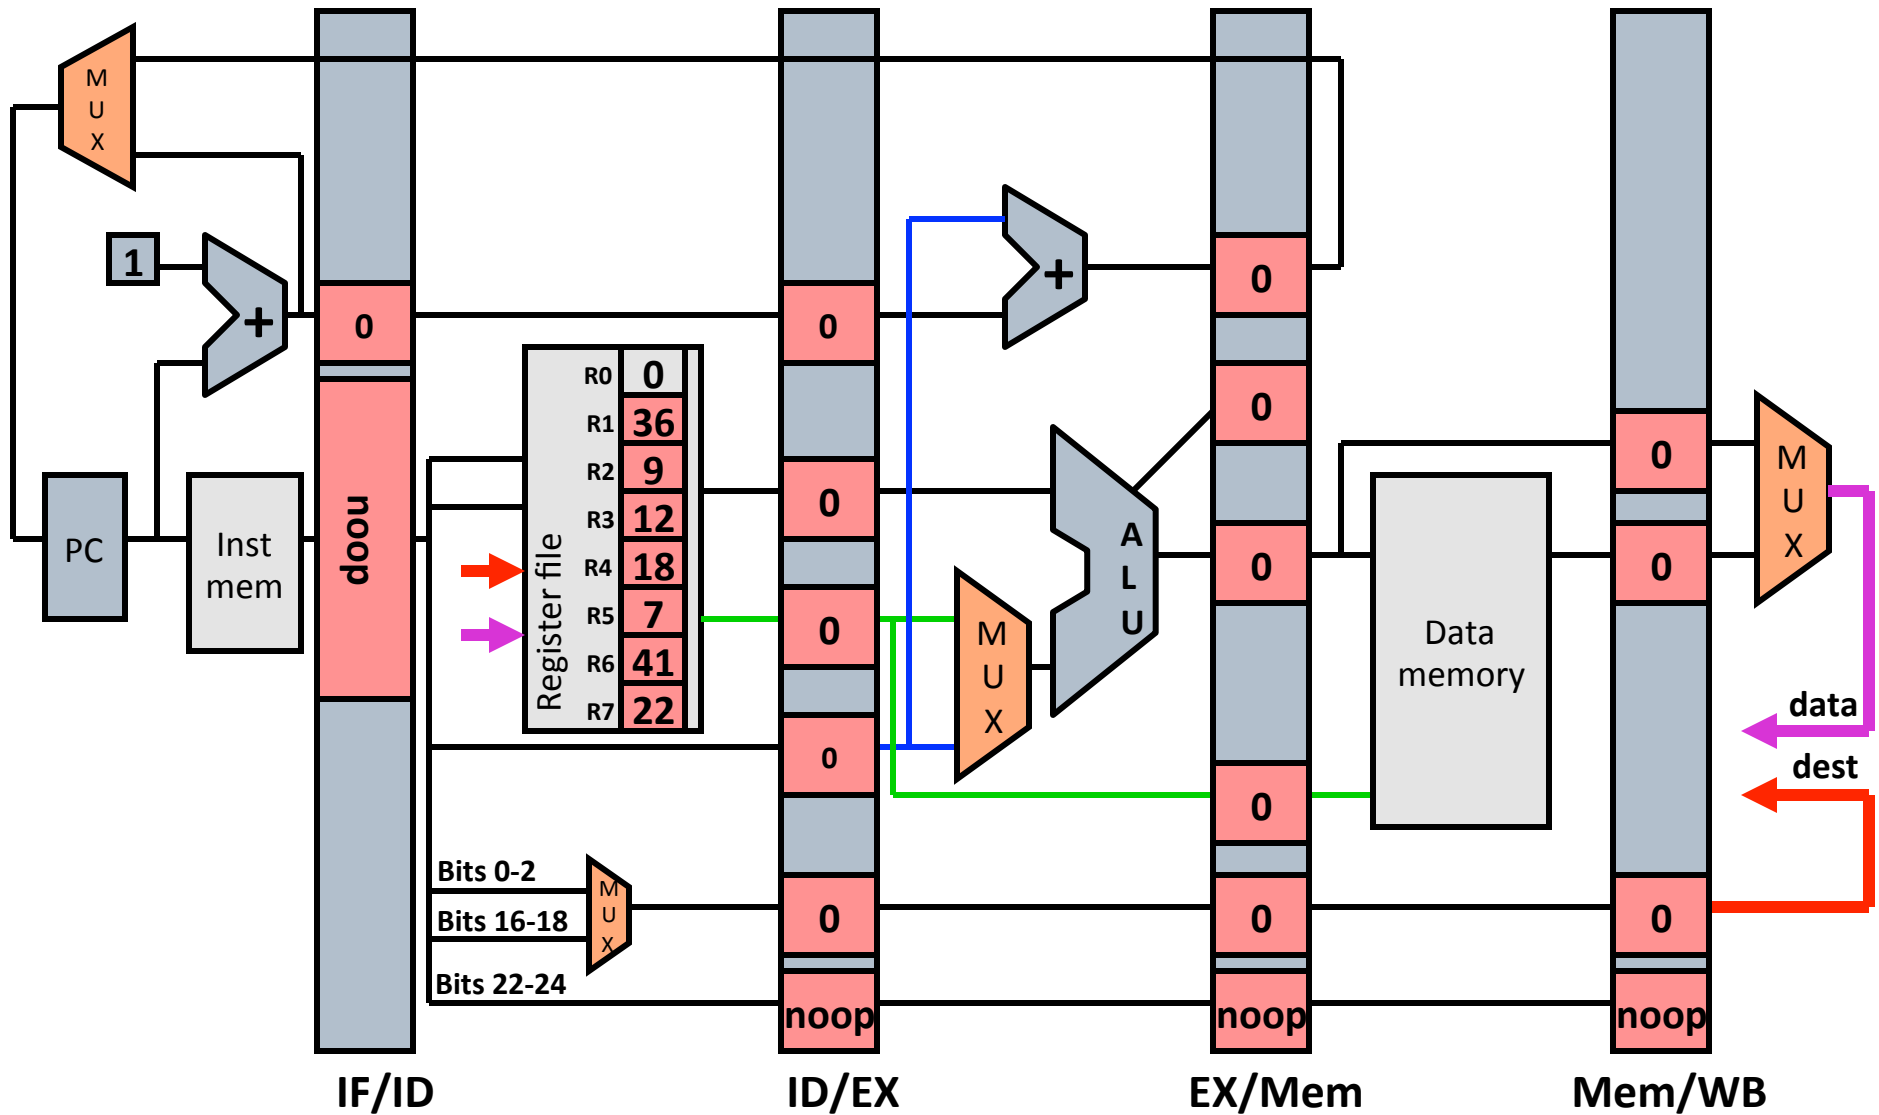 M
U
X
1
+
0
PC
Inst
mem
noop
IF/ID
Register file
R0 0
R1 36
R2 9
R3 12
R4 18
R5 7
R6 41
R7 22
Bits 0-2
Bits 16-18
Bits 22-24
M
U
X
0
0
0
0
0
noop
ID/EX
+
M
U
X
A
L
U
0
0
0
0
0
noop
EX/Mem
Data
memory
0
0
0
noop
Mem/WB
M
U
X
data
dest